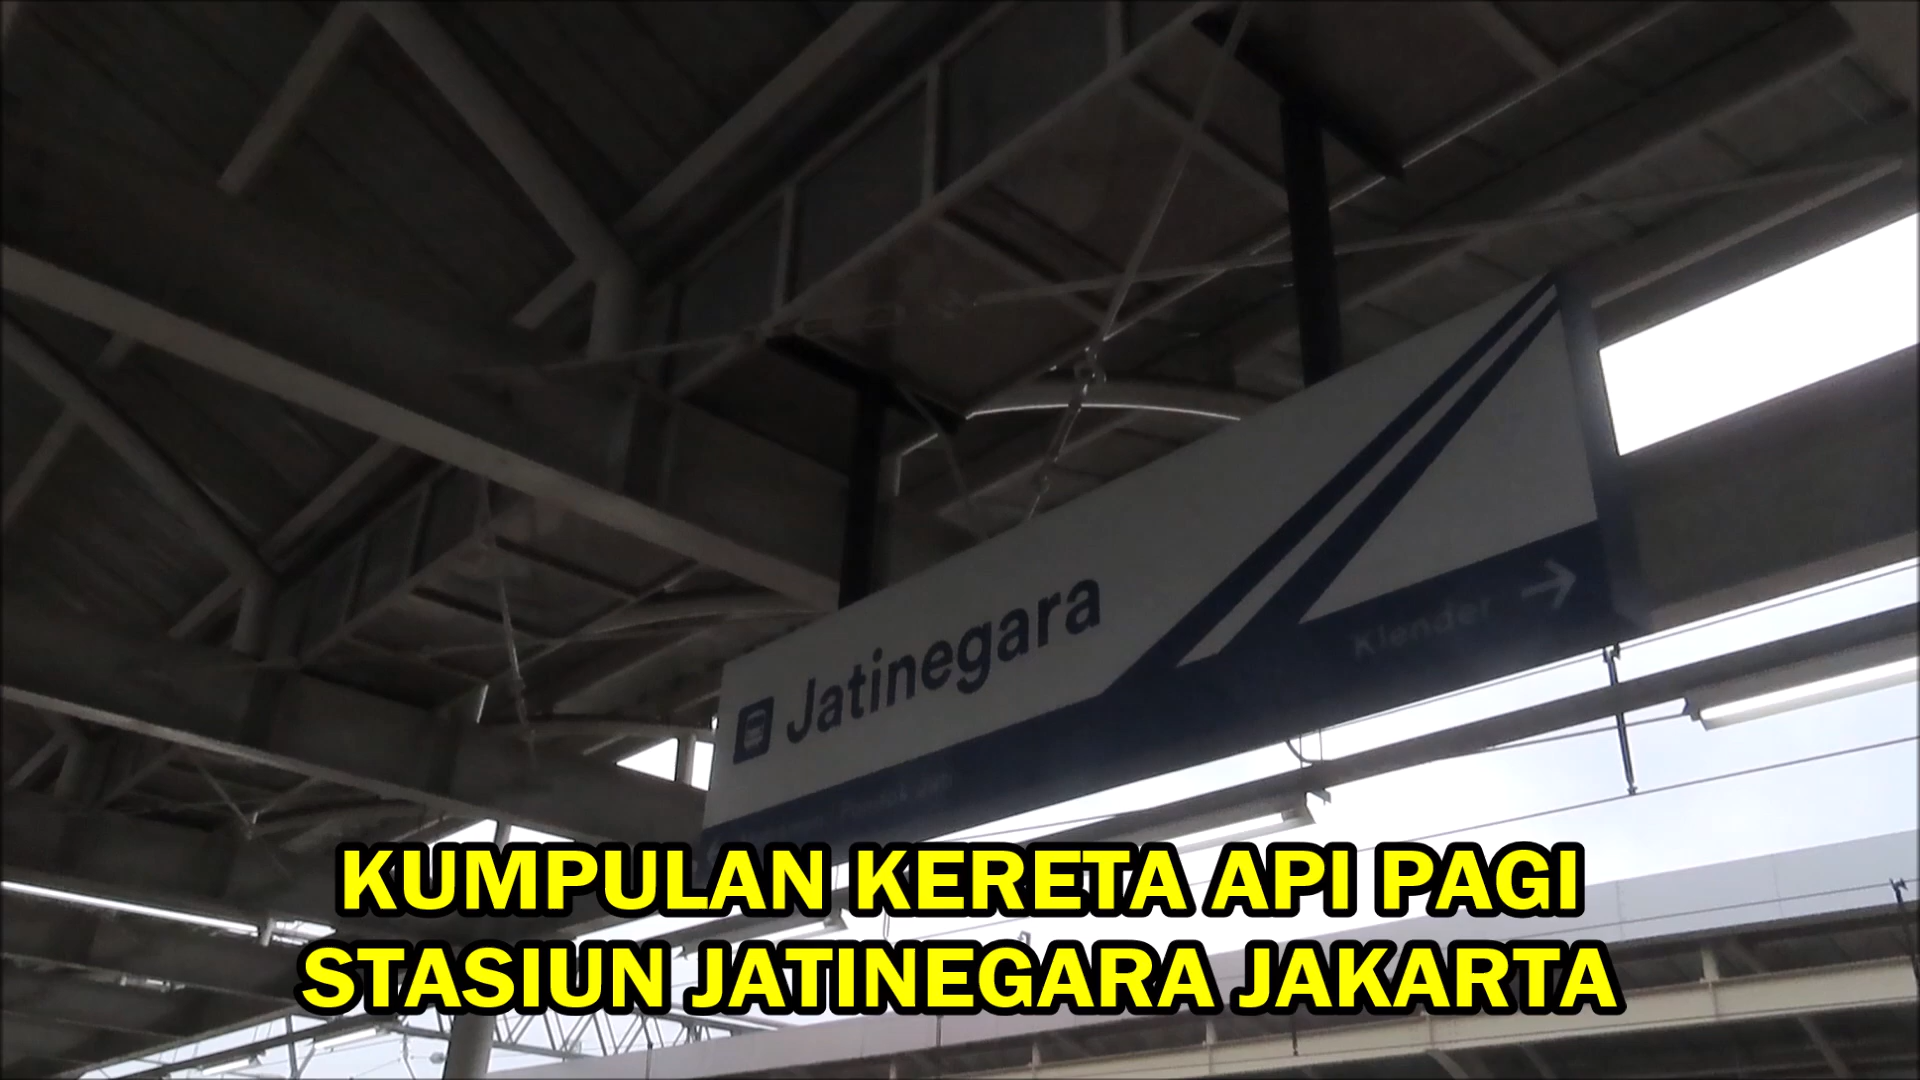 Jatinegara
Klender
KUMPULAN KERETA API PAGI
STASIUN JATINEGARA JAKARTA